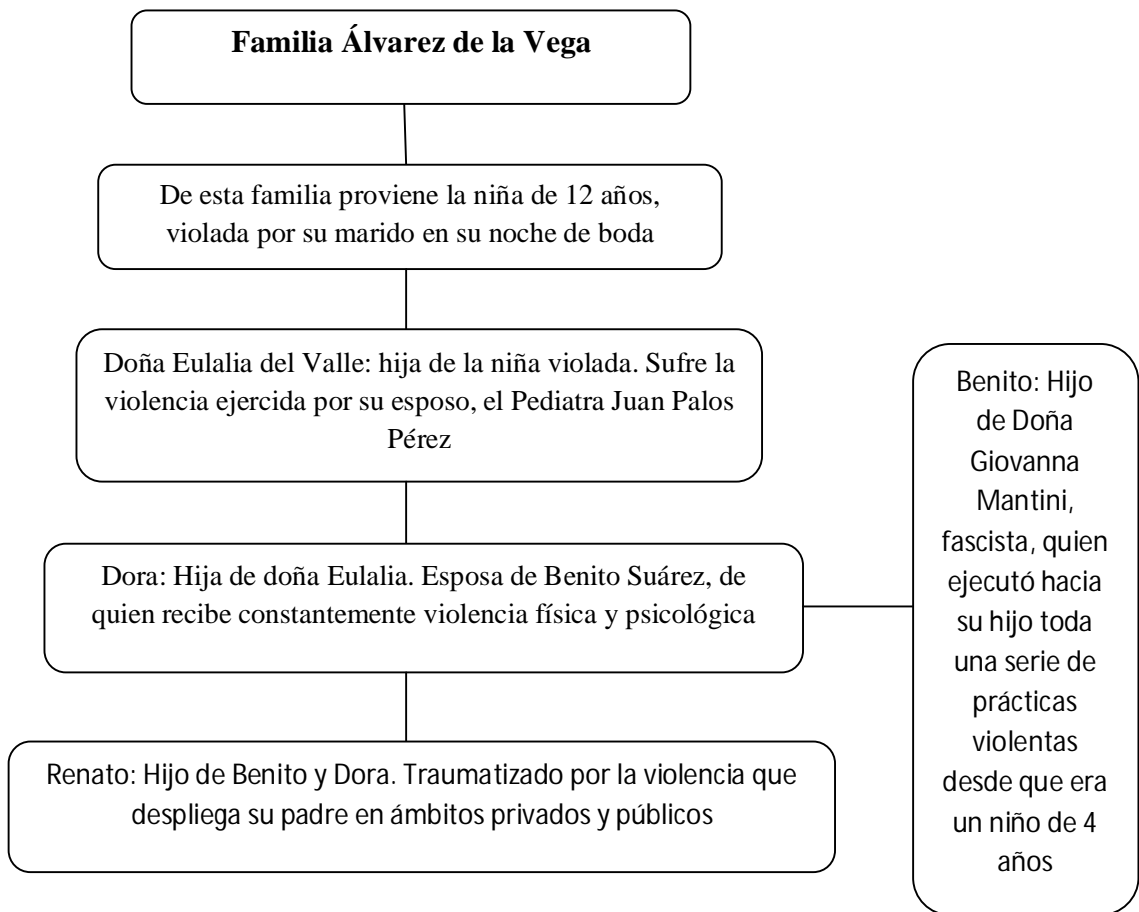 Familia Álvarez de la Vega
De esta familia proviene la niña de 12 años,
violada por su marido en su noche de boda
Doña Eulalia del Valle: hija de la niña violada. Sufre la
violencia ejercida por su esposo, el Pediatra Juan Palos
Pérez
Dora: Hija de doña Eulalia. Esposa de Benito Suárez, de
quien recibe constantemente violencia física y psicológica
Benito: Hijo
de Doña
Giovanna
Mantini,
fascista, quien
ejecutó hacia
su hijo toda
una serie de
prácticas
violentas
desde que era
un niño de 4
años
Renato: Hijo de Benito y Dora. Traumatizado por la violencia que
despliega su padre en ámbitos privados y públicos